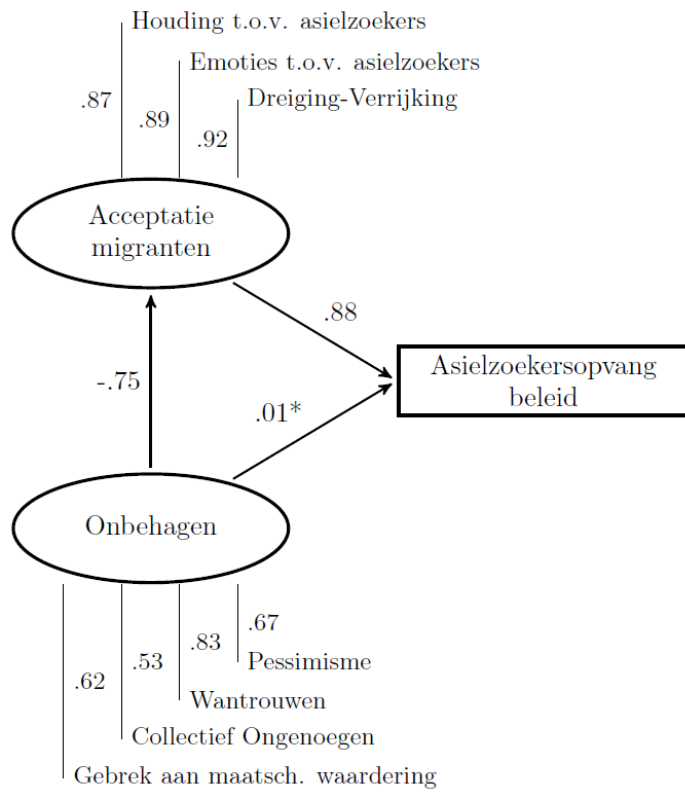 Houding t.o.v. asielzoekers
Emoties t.o.v. asielzoekers
Dreiging-Verrijking
.87
.89
.92
Acceptatie
migranten
.88
-.75
Asielzoekersopvang
beleid
.01*
Onbehagen
.62
.53
.83
.67
Pessimisme
Wantrouwen
Collectief Ongenoegen
Gebrek aan maatsch. waardering